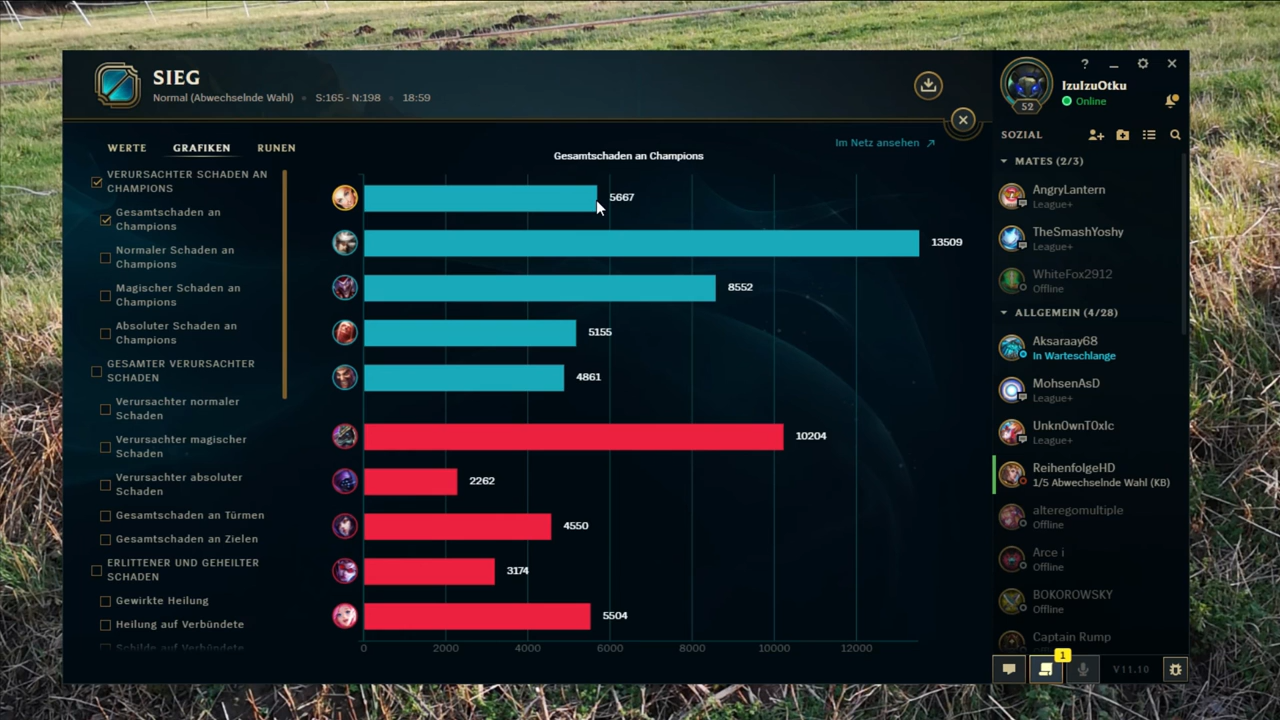 SIEG
Normal (Abwechselnde Wahl) • S:165 - N:198 • 18:59
WERTE GRAFIKEN RUNEN
Im Netz ansehen
VERURSACHTER SCHADEN AN
CHAMPIONS
Gesamtschaden an
Champions
Normaler Schaden an
Champions
Magischer Schaden an
Champions
Absoluter Schaden an
Champions
GESAMTER VERURSACHTER
SCHADEN
Verursachter normaler
Schaden
Verursachter magischer
Schaden
Verursachter absoluter
Schaden
Gesamtschaden an Türmen
Gesamtschaden an Zielen
ERLITTENER UND GEHEILTER
SCHADEN
Gewirkte Heilung
Heilung auf Verbündete
Schilde auf Verbündete
Gesamtschaden an Champions
5667
13509
8552
5155
4861
10204
2262
4550
3174
5504
0 2000 4000 6000 8000 10000 12000
?
52
IzuIzuOtku
Online
SOZIAL
MATES (2/3)
AngryLantern
League+
TheSmashYoshy
League+
WhiteFox2912
Offline
ALLGEMEIN (4/28)
Aksaraay68
In Warteschlange
MohsenAsD
League+
Unkn0wnT0xIc
League+
ReihenfolgeHD
1/5 Abwechselnde Wahl (KB)
alteregomultiple
Offline
Arce i
Offline
BOKOROWSKY
Offline
Captain Rump
1
V11.10